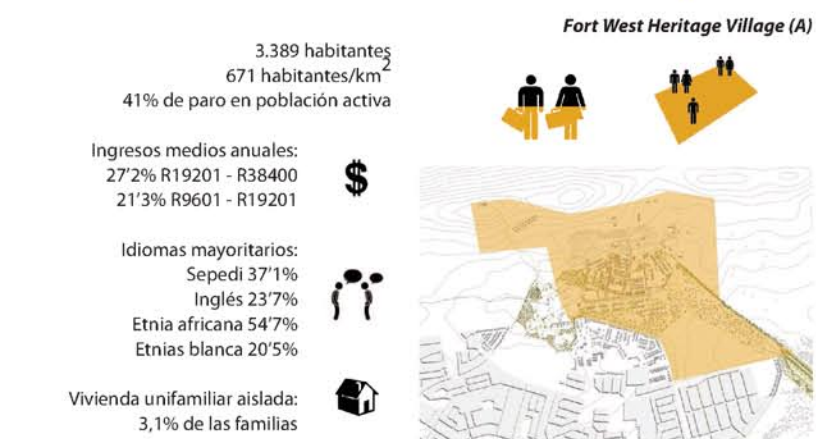 Fort West Heritage Village (A)
3.389 habitantes
671 habitantes/km2
41% de paro en población activa
Ingresos medios anuales:
27'2% R19201 - R38400
21'3% R9601 - R19201
$
Idiomas mayoritarios:
Sepedi 37'1%
Inglés 23'7%
Etnia africana 54'7%
Etnias blanca 20'5%
Vivienda unifamiliar aislada:
3,1% de las familias